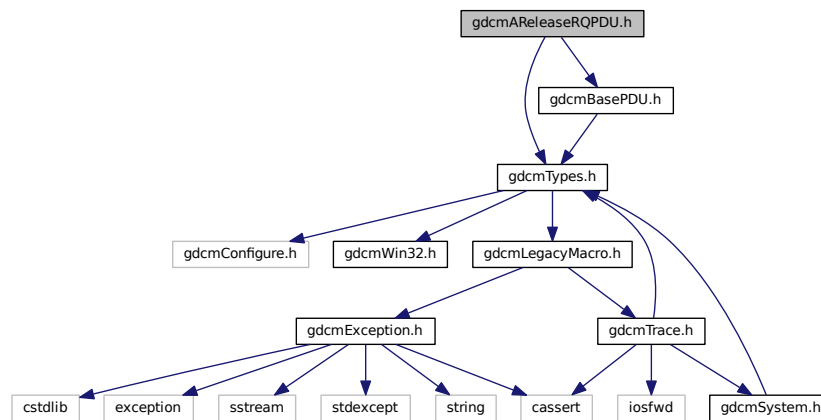 gdcmAReleaseRQPDU.h
gdcmBasePDU.h
gdcmTypes.h
gdcmConfigure.h
gdcmWin32.h
gdcmLegacyMacro.h
gdcmException.h
gdcmTrace.h
cstdlib
exception
sstream
stdexcept
string
cassert
iosfwd
gdcmSystem.h